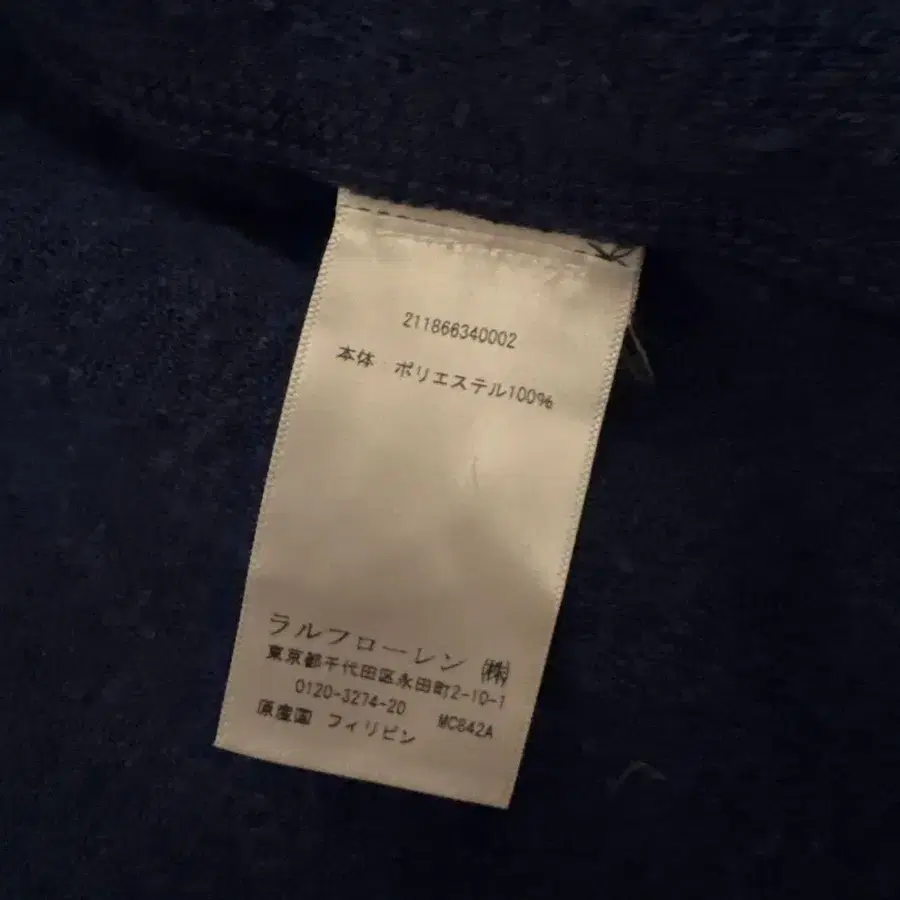 211866340002
本体 ポリエステル100%
ラルフローレン ㈱
東京都千代田区永田町2-10-1
0120-3274-20 MC842A
原産国 フィリピン